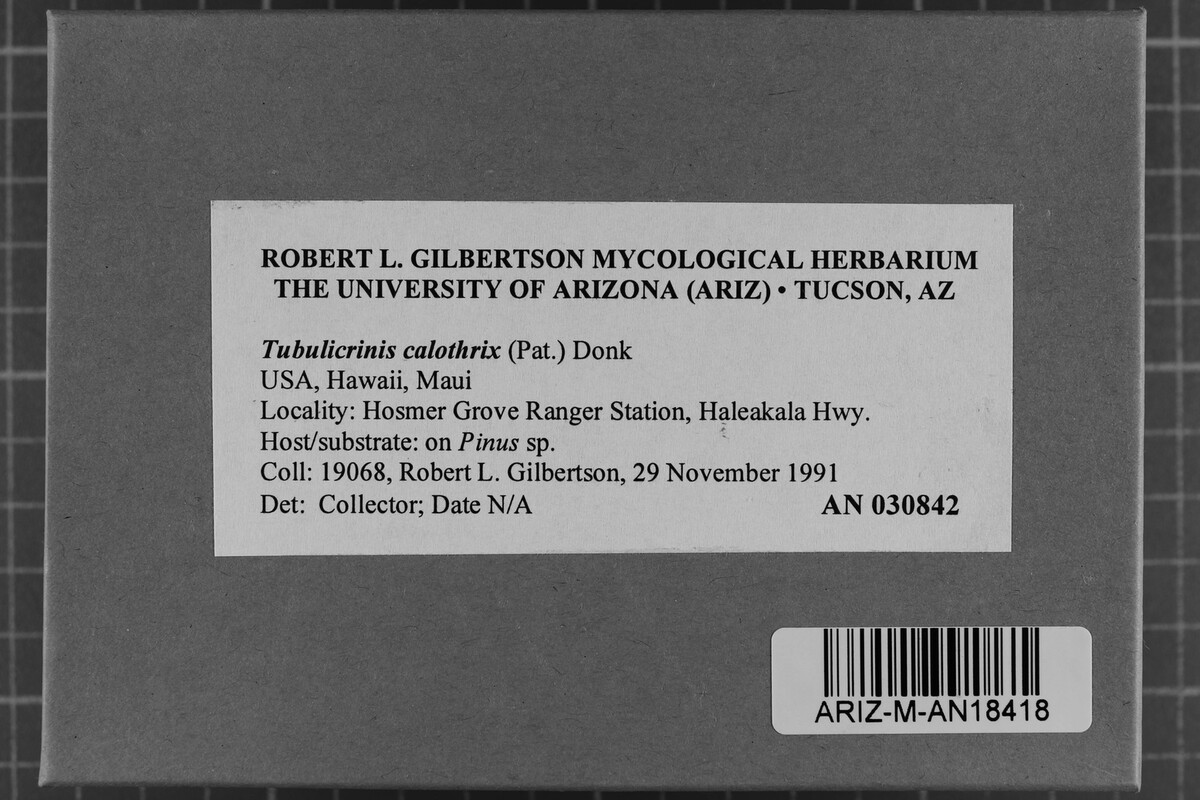 ROBERT L. GILBERTSON MYCOLOGICAL HERBARIUM
THE UNIVERSITY OF ARIZONA (ARIZ) • TUCSON, AZ
Tubulicrinis calothrix (Pat.) Donk
USA, Hawaii, Maui
Locality: Hosmer Grove Ranger Station, Haleakala Hwy.
Host/substrate: on Pinus sp.
Coll: 19068, Robert L. Gilbertson, 29 November 1991
Det: Collector; Date N/A AN 030842
ARIZ-M-AN18418